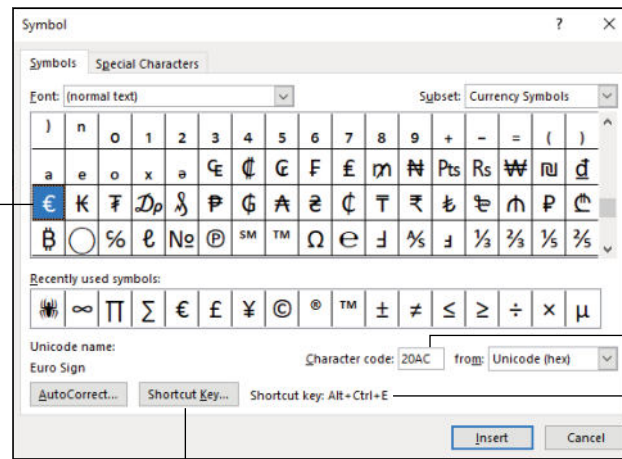 Symbol ? ×
Symbols Special Characters
Font: (normal text) Subset: Currency Symbols
) n 0 1 2 3 4 5 6 7 8 9 + − = ( )
a e o x ə ₠ ₡ ₢ ₣ ₤ ₥ ₦ Pts Rs ₩ ₪ ₫
€ ₭ ₮ ₯ ₰ ₱ ₲ ₳ ₴ ₵ ₸ ₹ ₺ ₻ ₼ ₽ ₾
₿ ◯ ℅ ℓ № ℗ ℠ ™ Ω ℮ Ⅎ ⅍ ⅎ ⅓ ⅔ ⅕ ⅖
Recently used symbols:
🕷 ∞ ∏ ∑ € £ ¥ © ® ™ ± ≠ ≤ ≥ ÷ × µ
Unicode name:
Euro Sign
Character code: 20AC from: Unicode (hex)
AutoCorrect... Shortcut Key... Shortcut key: Alt+Ctrl+E
Insert Cancel